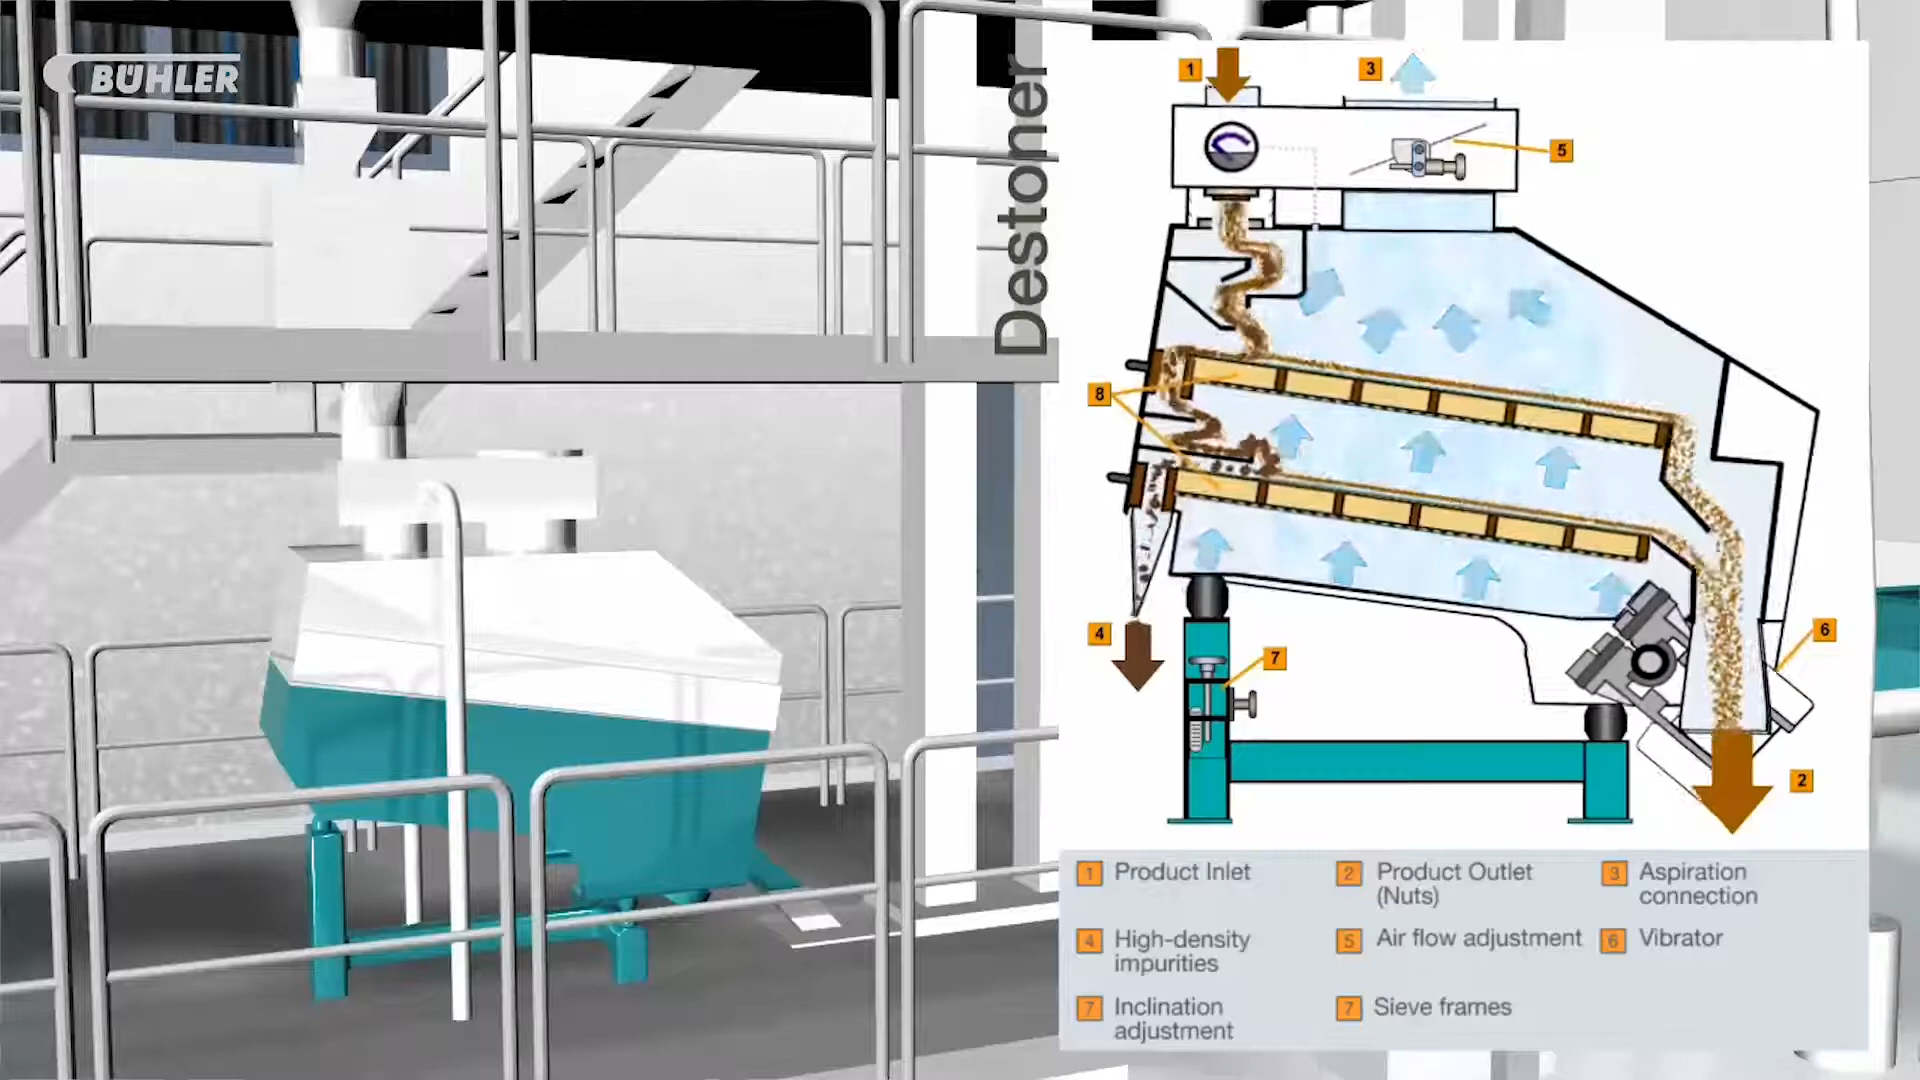 BÜHLER
Destoner
1
3
5
8
4
7
6
2
1 Product Inlet
2 Product Outlet
(Nuts)
3 Aspiration
connection
4 High-density
impurities
5 Air flow adjustment
6 Vibrator
7 Inclination
adjustment
7 Sieve frames